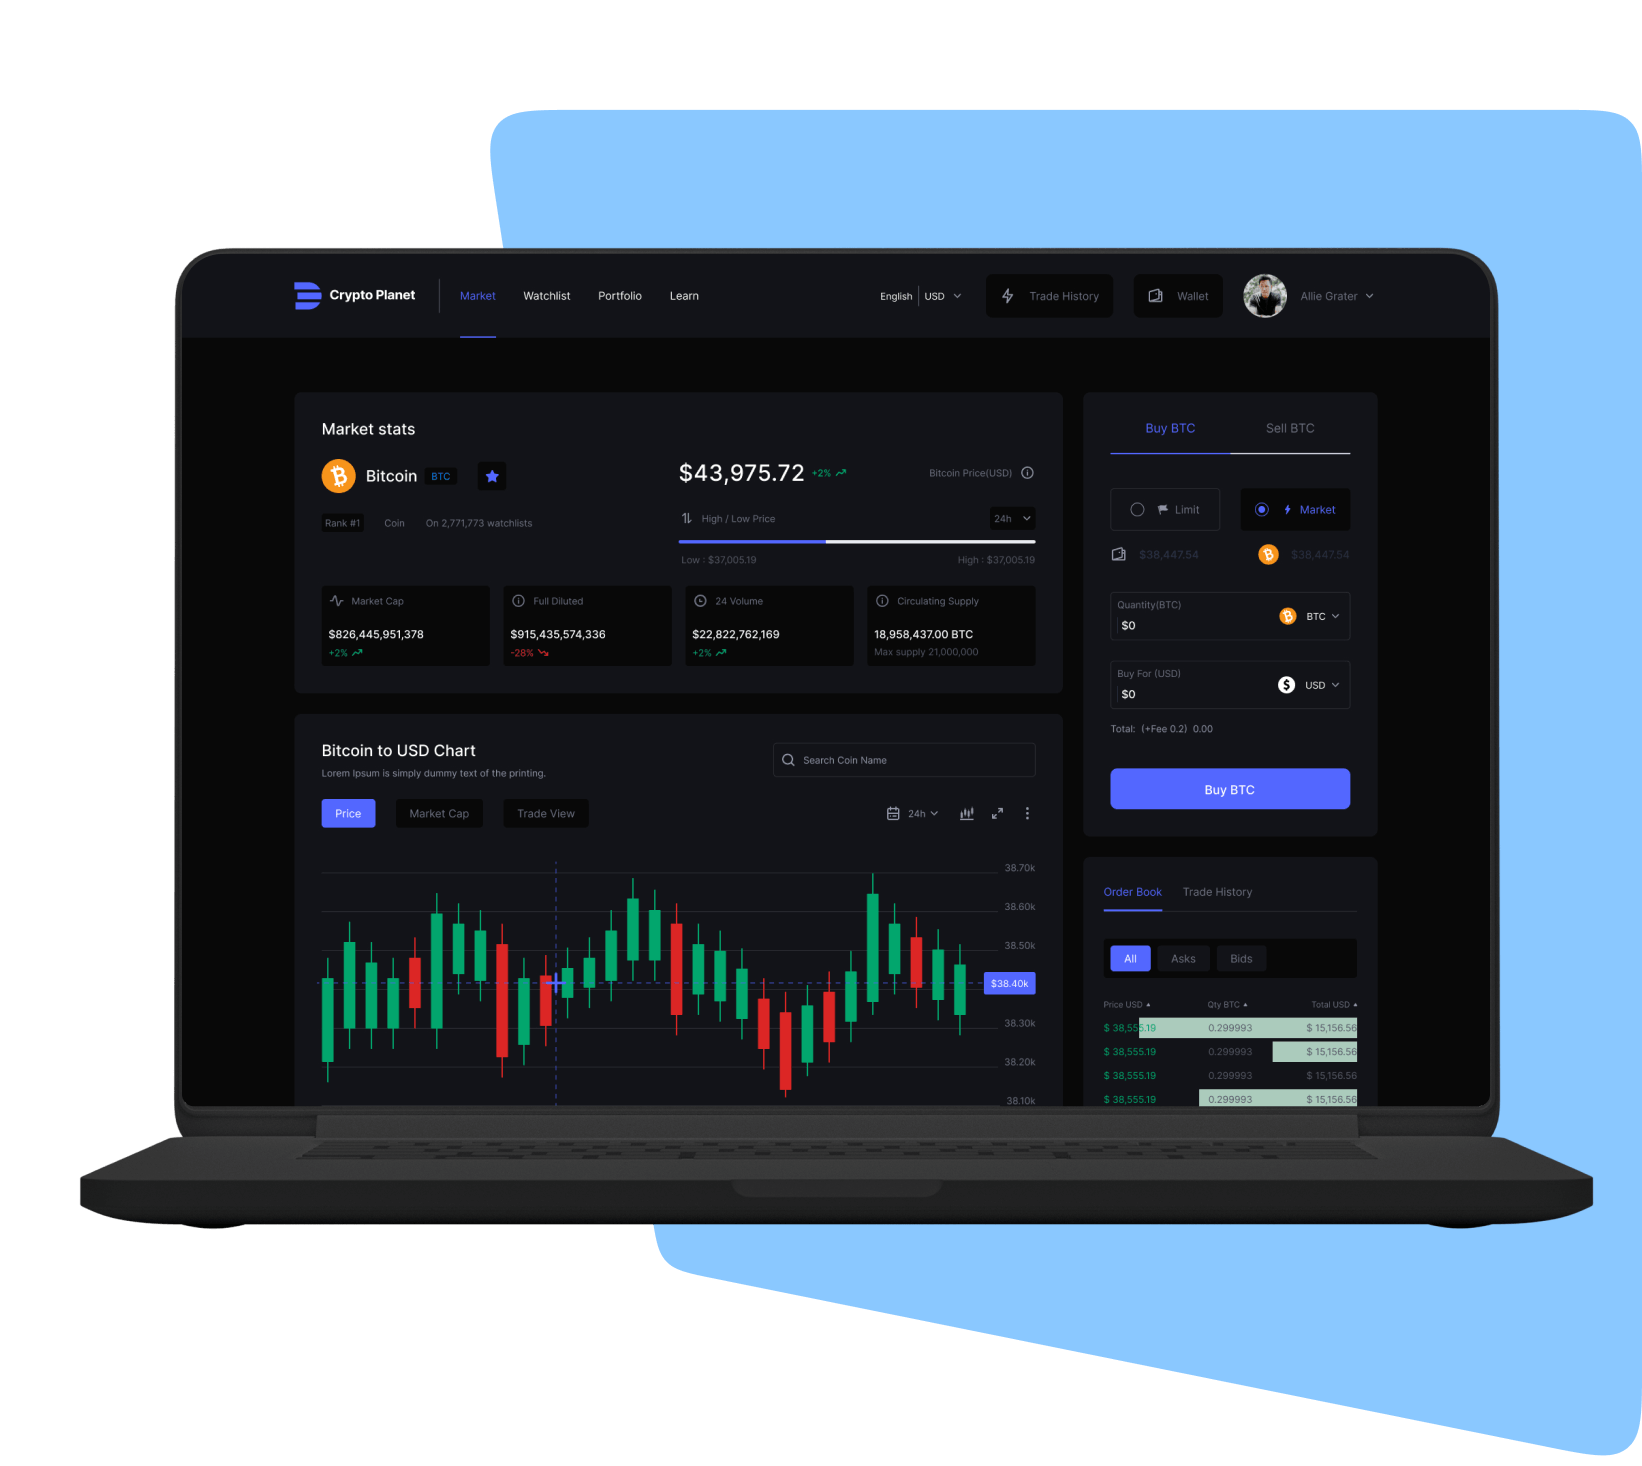 Crypto Planet
Market
Watchlist
Portfolio
Learn
English
USD
Trade History
Wallet
Allie Grater
Market stats
Bitcoin
BTC
Rank #1
Coin
On 2,771,773 watchlists
$43,975.72
+2%
Bitcoin Price(USD)
High / Low Price
24h
Low : $37,005.19
High : $37,005.19
Market Cap
$826,445,951,378
+2%
Full Diluted
$915,435,574,336
-28%
24 Volume
$22,822,762,169
+2%
Circulating Supply
18,958,437.00 BTC
Max supply 21,000,000
Buy BTC
Sell BTC
Limit
Market
$38,447.54
$38,447.54
Quantity(BTC)
$0
BTC
Buy For (USD)
$0
USD
Total: (+Fee 0.2) 0.00
Buy BTC
Bitcoin to USD Chart
Lorem Ipsum is simply dummy text of the printing.
Search Coin Name
Price
Market Cap
Trade View
24h
38.70k
38.60k
38.50k
$38.40k
38.30k
38.20k
38.10k
Order Book
Trade History
All
Asks
Bids
Price USD
Qty BTC
Total USD
$ 38,555.19 0.299993 $ 15,156.56
$ 38,555.19 0.299993 $ 15,156.56
$ 38,555.19 0.299993 $ 15,156.56
$ 38,555.19 0.299993 $ 15,156.56